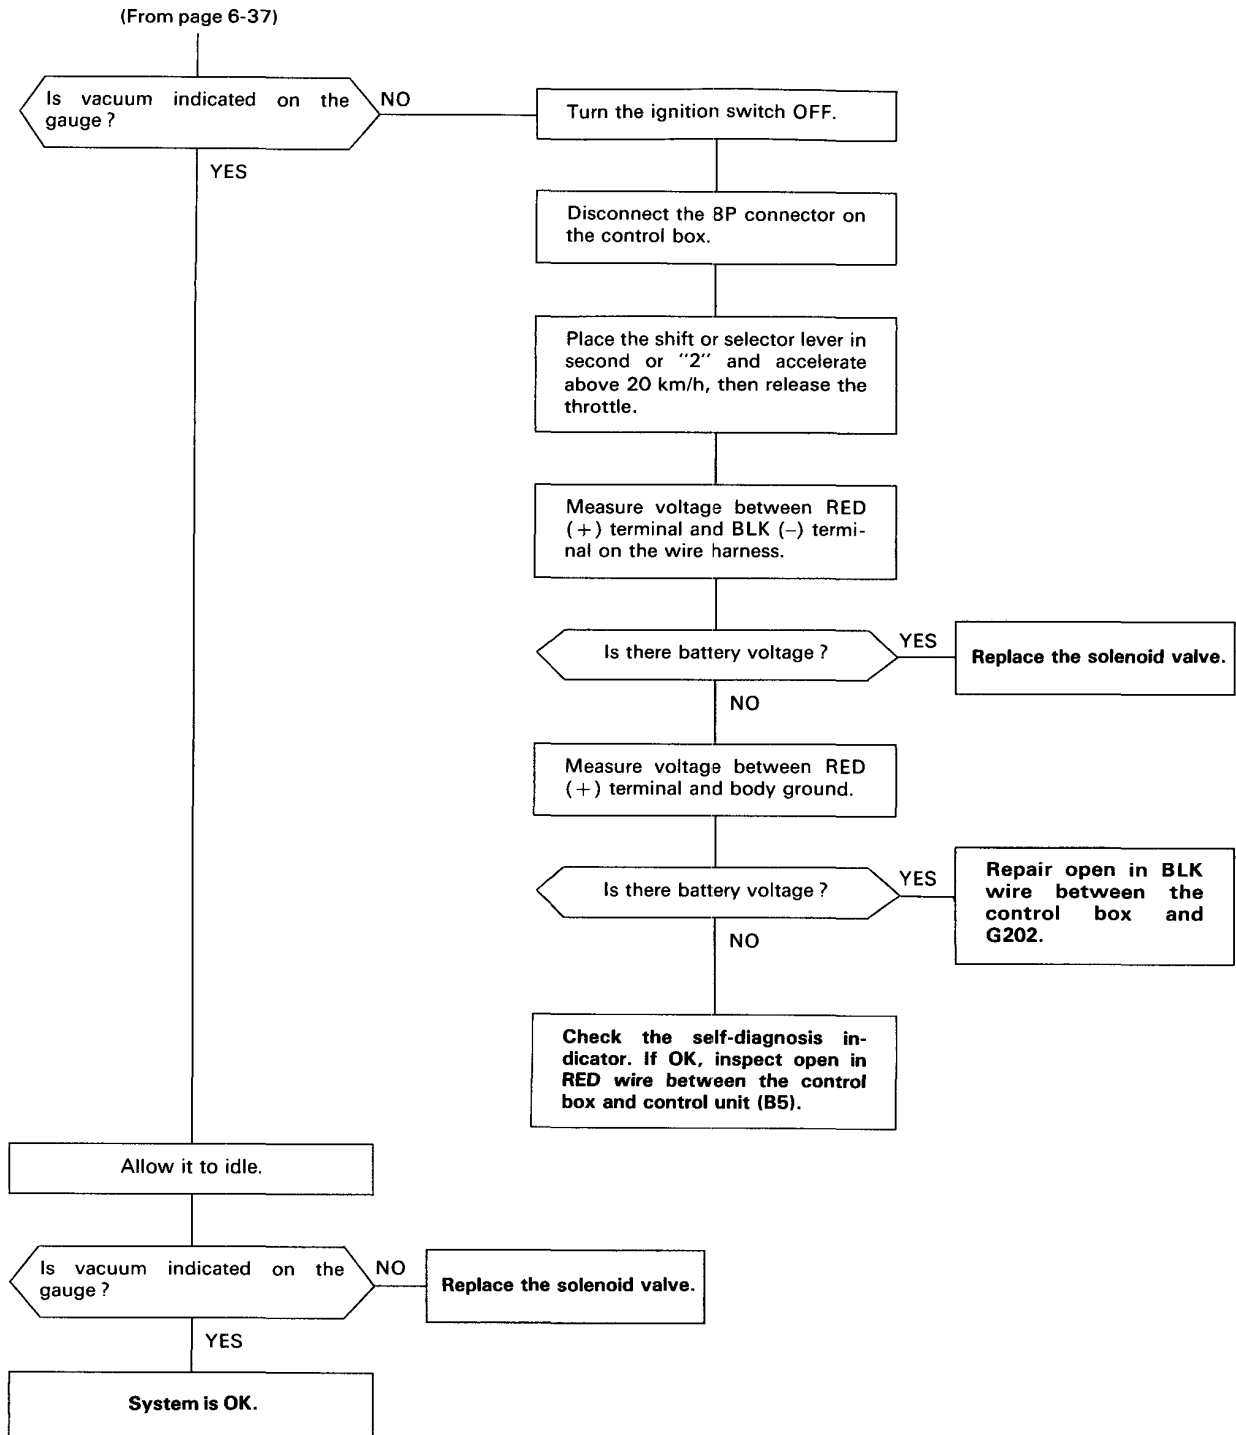 (From page 6-37)
Is vacuum indicated on the
gauge?
NO
Turn the ignition switch OFF.
YES
Disconnect the 8P connector on
the control box.
Place the shift or selector lever in
second or "2" and accelerate
above 20 km/h, then release the
throttle.
Measure voltage between RED
(+) terminal and BLK (–) termi-
nal on the wire harness.
Is there battery voltage?
YES
Replace the solenoid valve.
NO
Measure voltage between RED
(+) terminal and body ground.
Is there battery voltage?
YES
Repair open in BLK
wire between the
control box and
G202.
NO
Check the self-diagnosis in-
dicator. If OK, inspect open in
RED wire between the control
box and control unit (B5).
Allow it to idle.
Is vacuum indicated on the
gauge?
NO
Replace the solenoid valve.
YES
System is OK.